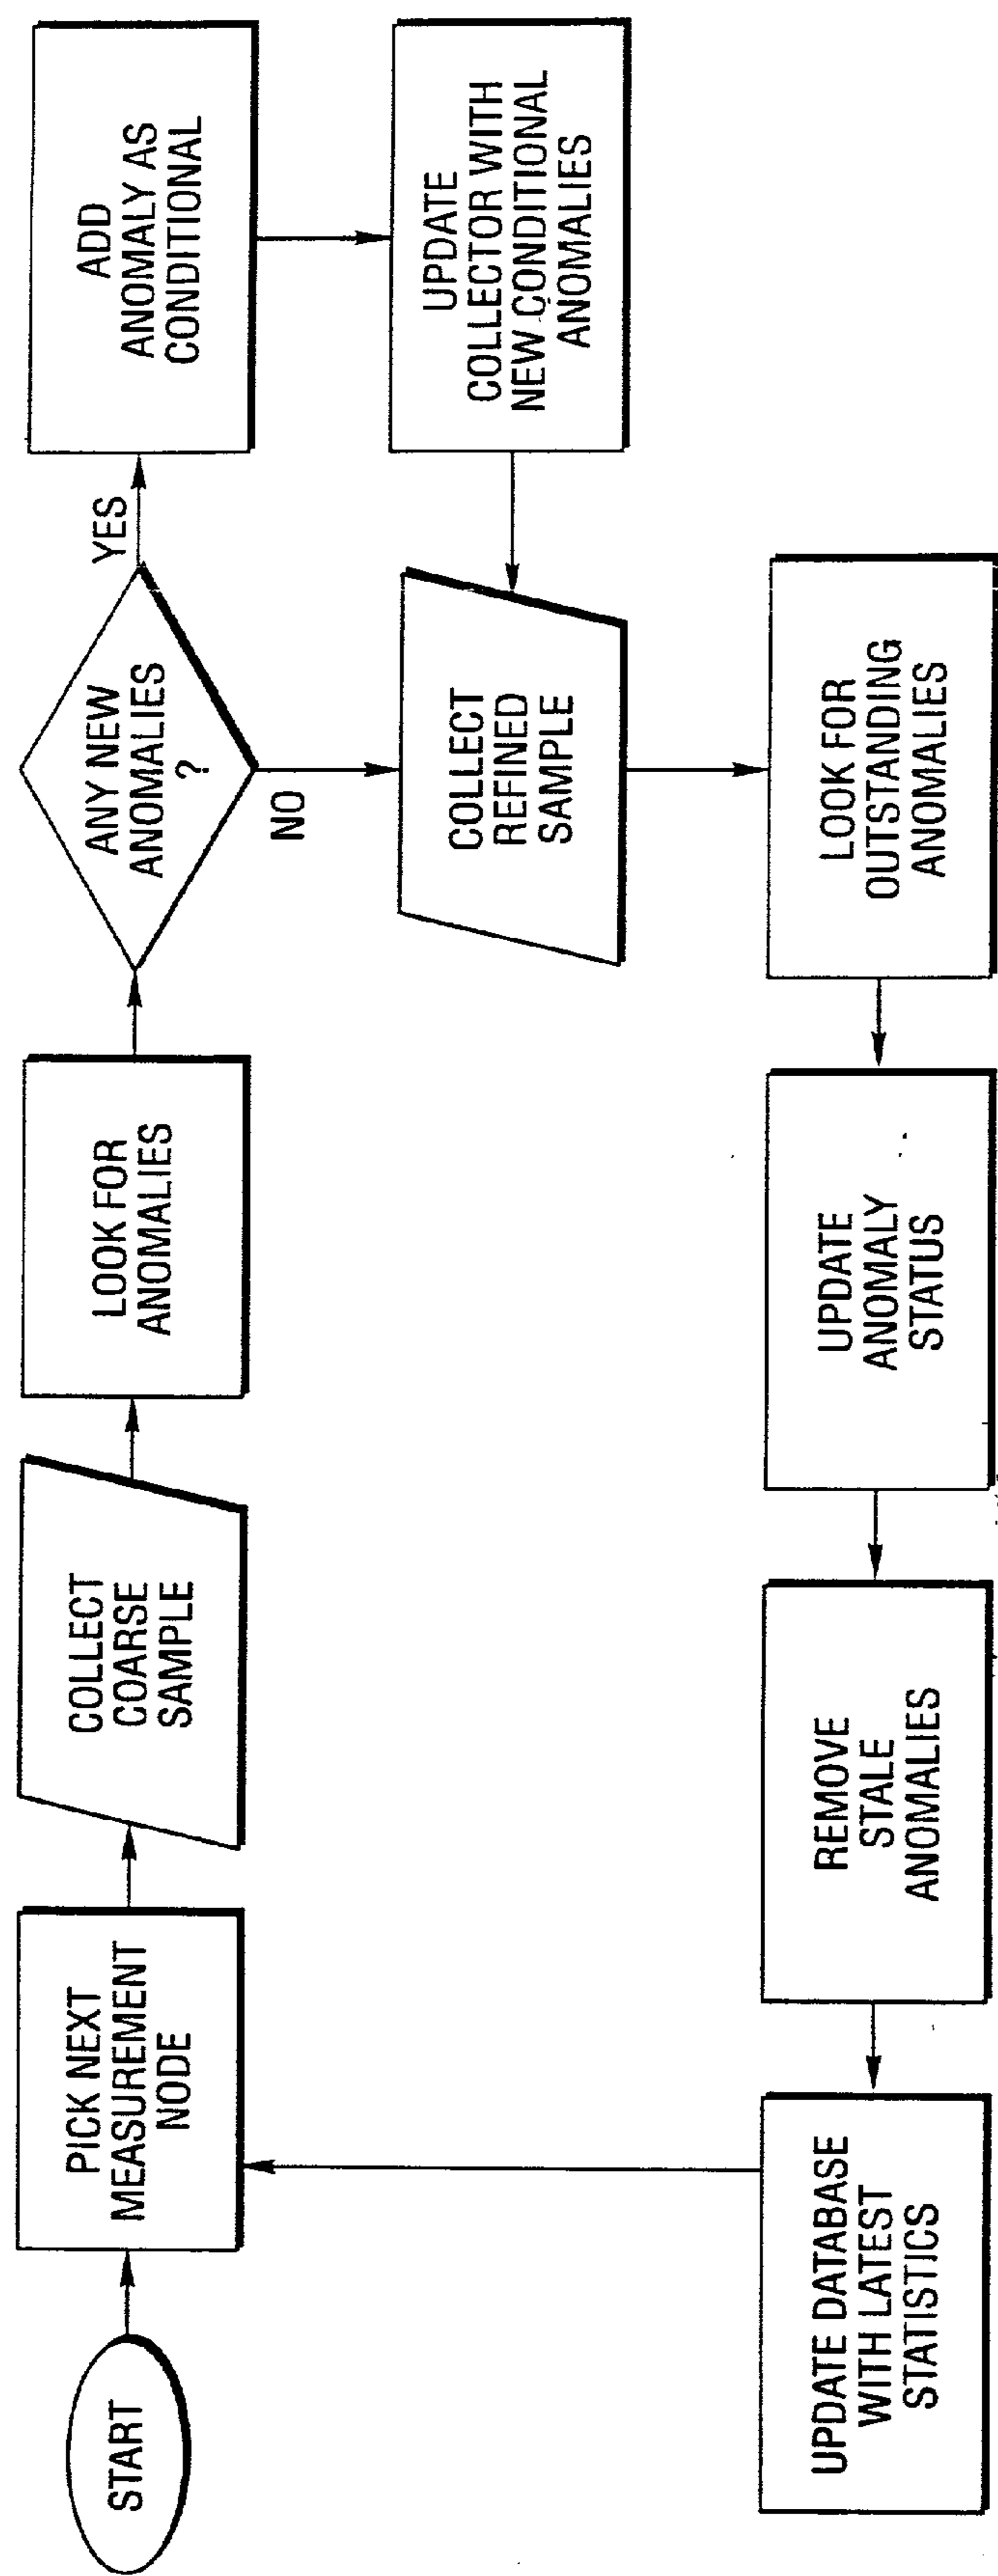 START
PICK NEXT
MEASUREMENT
NODE
COLLECT
COARSE
SAMPLE
LOOK FOR
ANOMALIES
ANY NEW
ANOMALIES
?
YES
NO
ADD
ANOMALY AS
CONDITIONAL
UPDATE
COLLECTOR WITH
NEW CONDITIONAL
ANOMALIES
COLLECT
REFINED
SAMPLE
LOOK FOR
OUTSTANDING
ANOMALIES
UPDATE
ANOMALY
STATUS
REMOVE
STALE
ANOMALIES
UPDATE DATABASE
WITH LATEST
STATISTICS